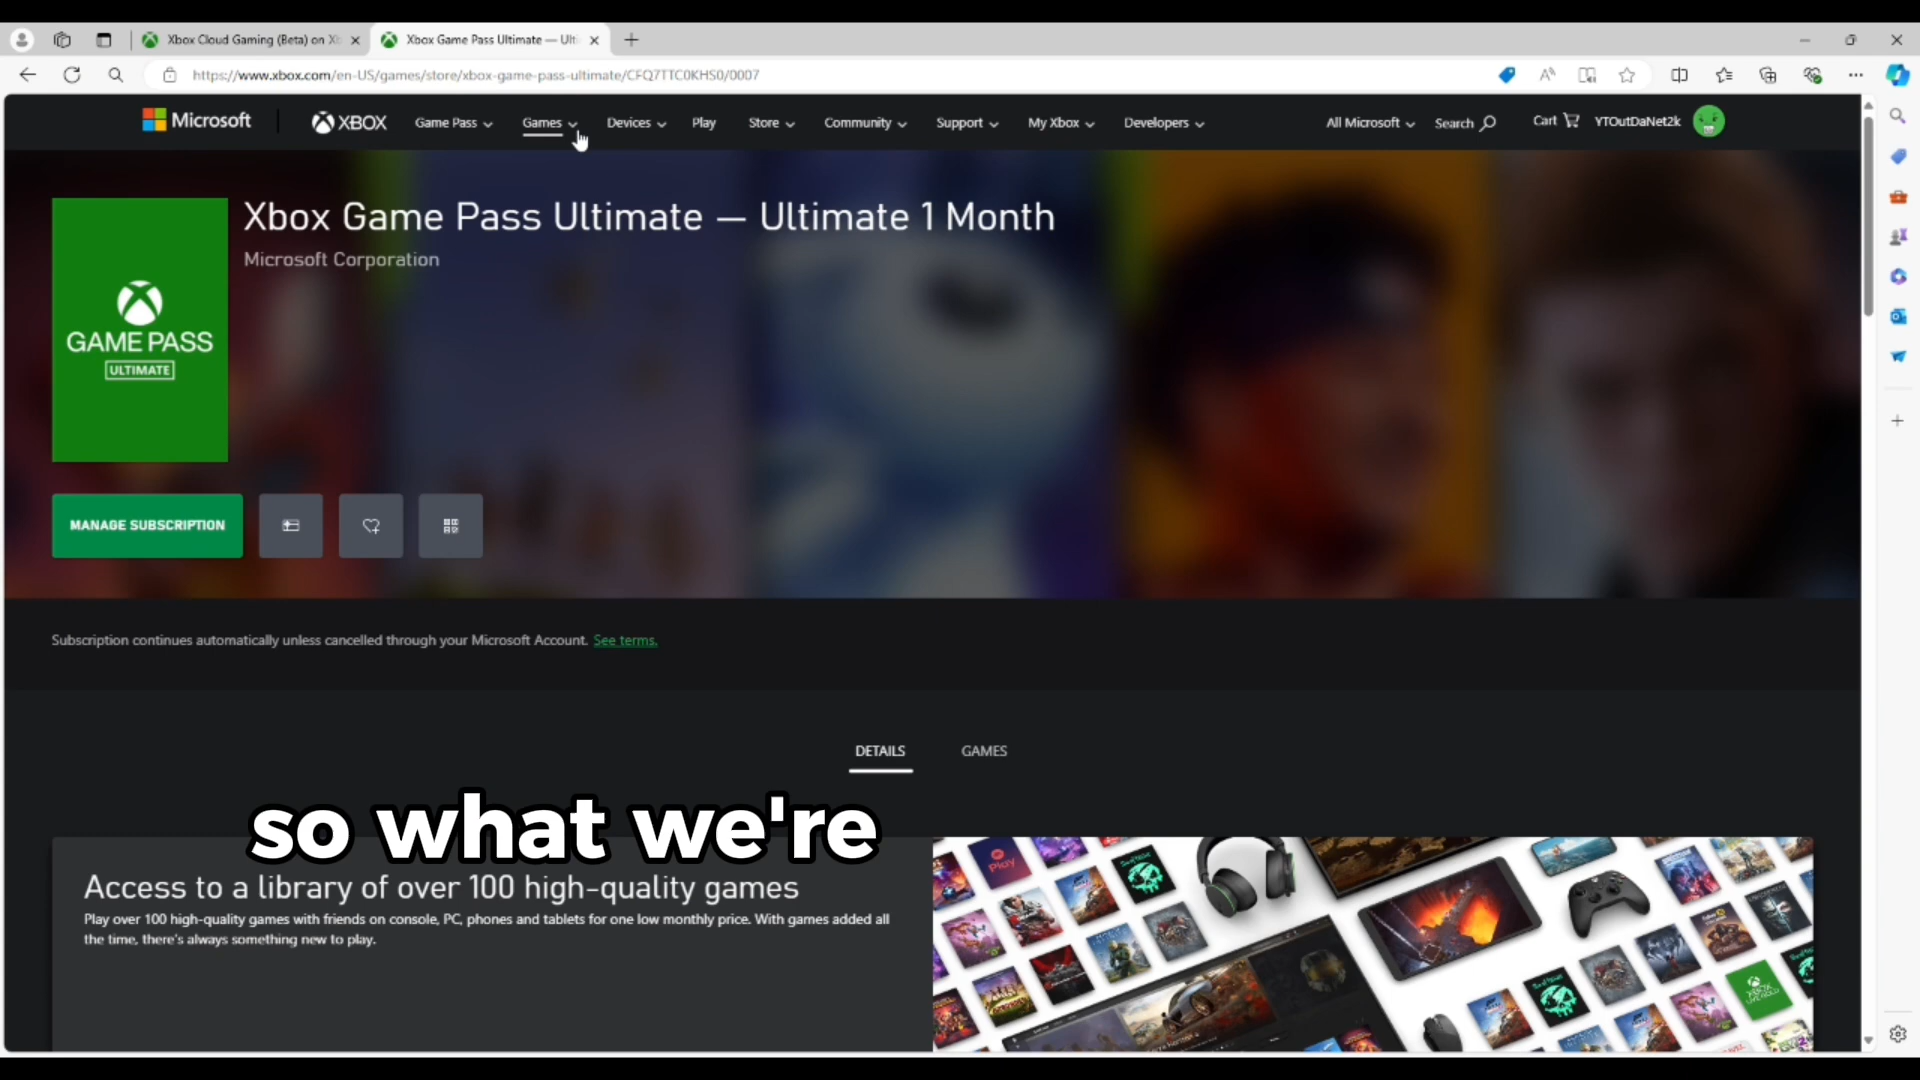 Xbox Cloud Gaming (Beta) on Xb
Xbox Game Pass Ultimate — Ulti
https://www.xbox.com/en-US/games/store/xbox-game-pass-ultimate/CFQ7TTC0KHS0/0007
Microsoft
XBOX
Game Pass
Games
Devices
Play
Store
Community
Support
My Xbox
Developers
All Microsoft
Search
Cart
YTOutDaNet2k
Xbox Game Pass Ultimate — Ultimate 1 Month
Microsoft Corporation
GAME PASS
ULTIMATE
MANAGE SUBSCRIPTION
Subscription continues automatically unless cancelled through your Microsoft Account. See terms.
DETAILS
GAMES
so what we're
Access to a library of over 100 high-quality games
Play over 100 high-quality games with friends on console, PC, phones and tablets for one low monthly price. With games added all
the time, there's always something new to play.
Play